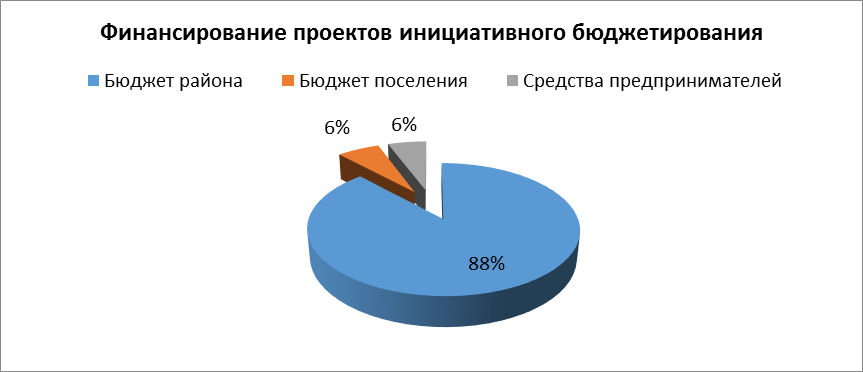 Финансирование проектов инициативного бюджетирования
Бюджет района Бюджет поселения Средства предпринимателей
6% 6%
88%